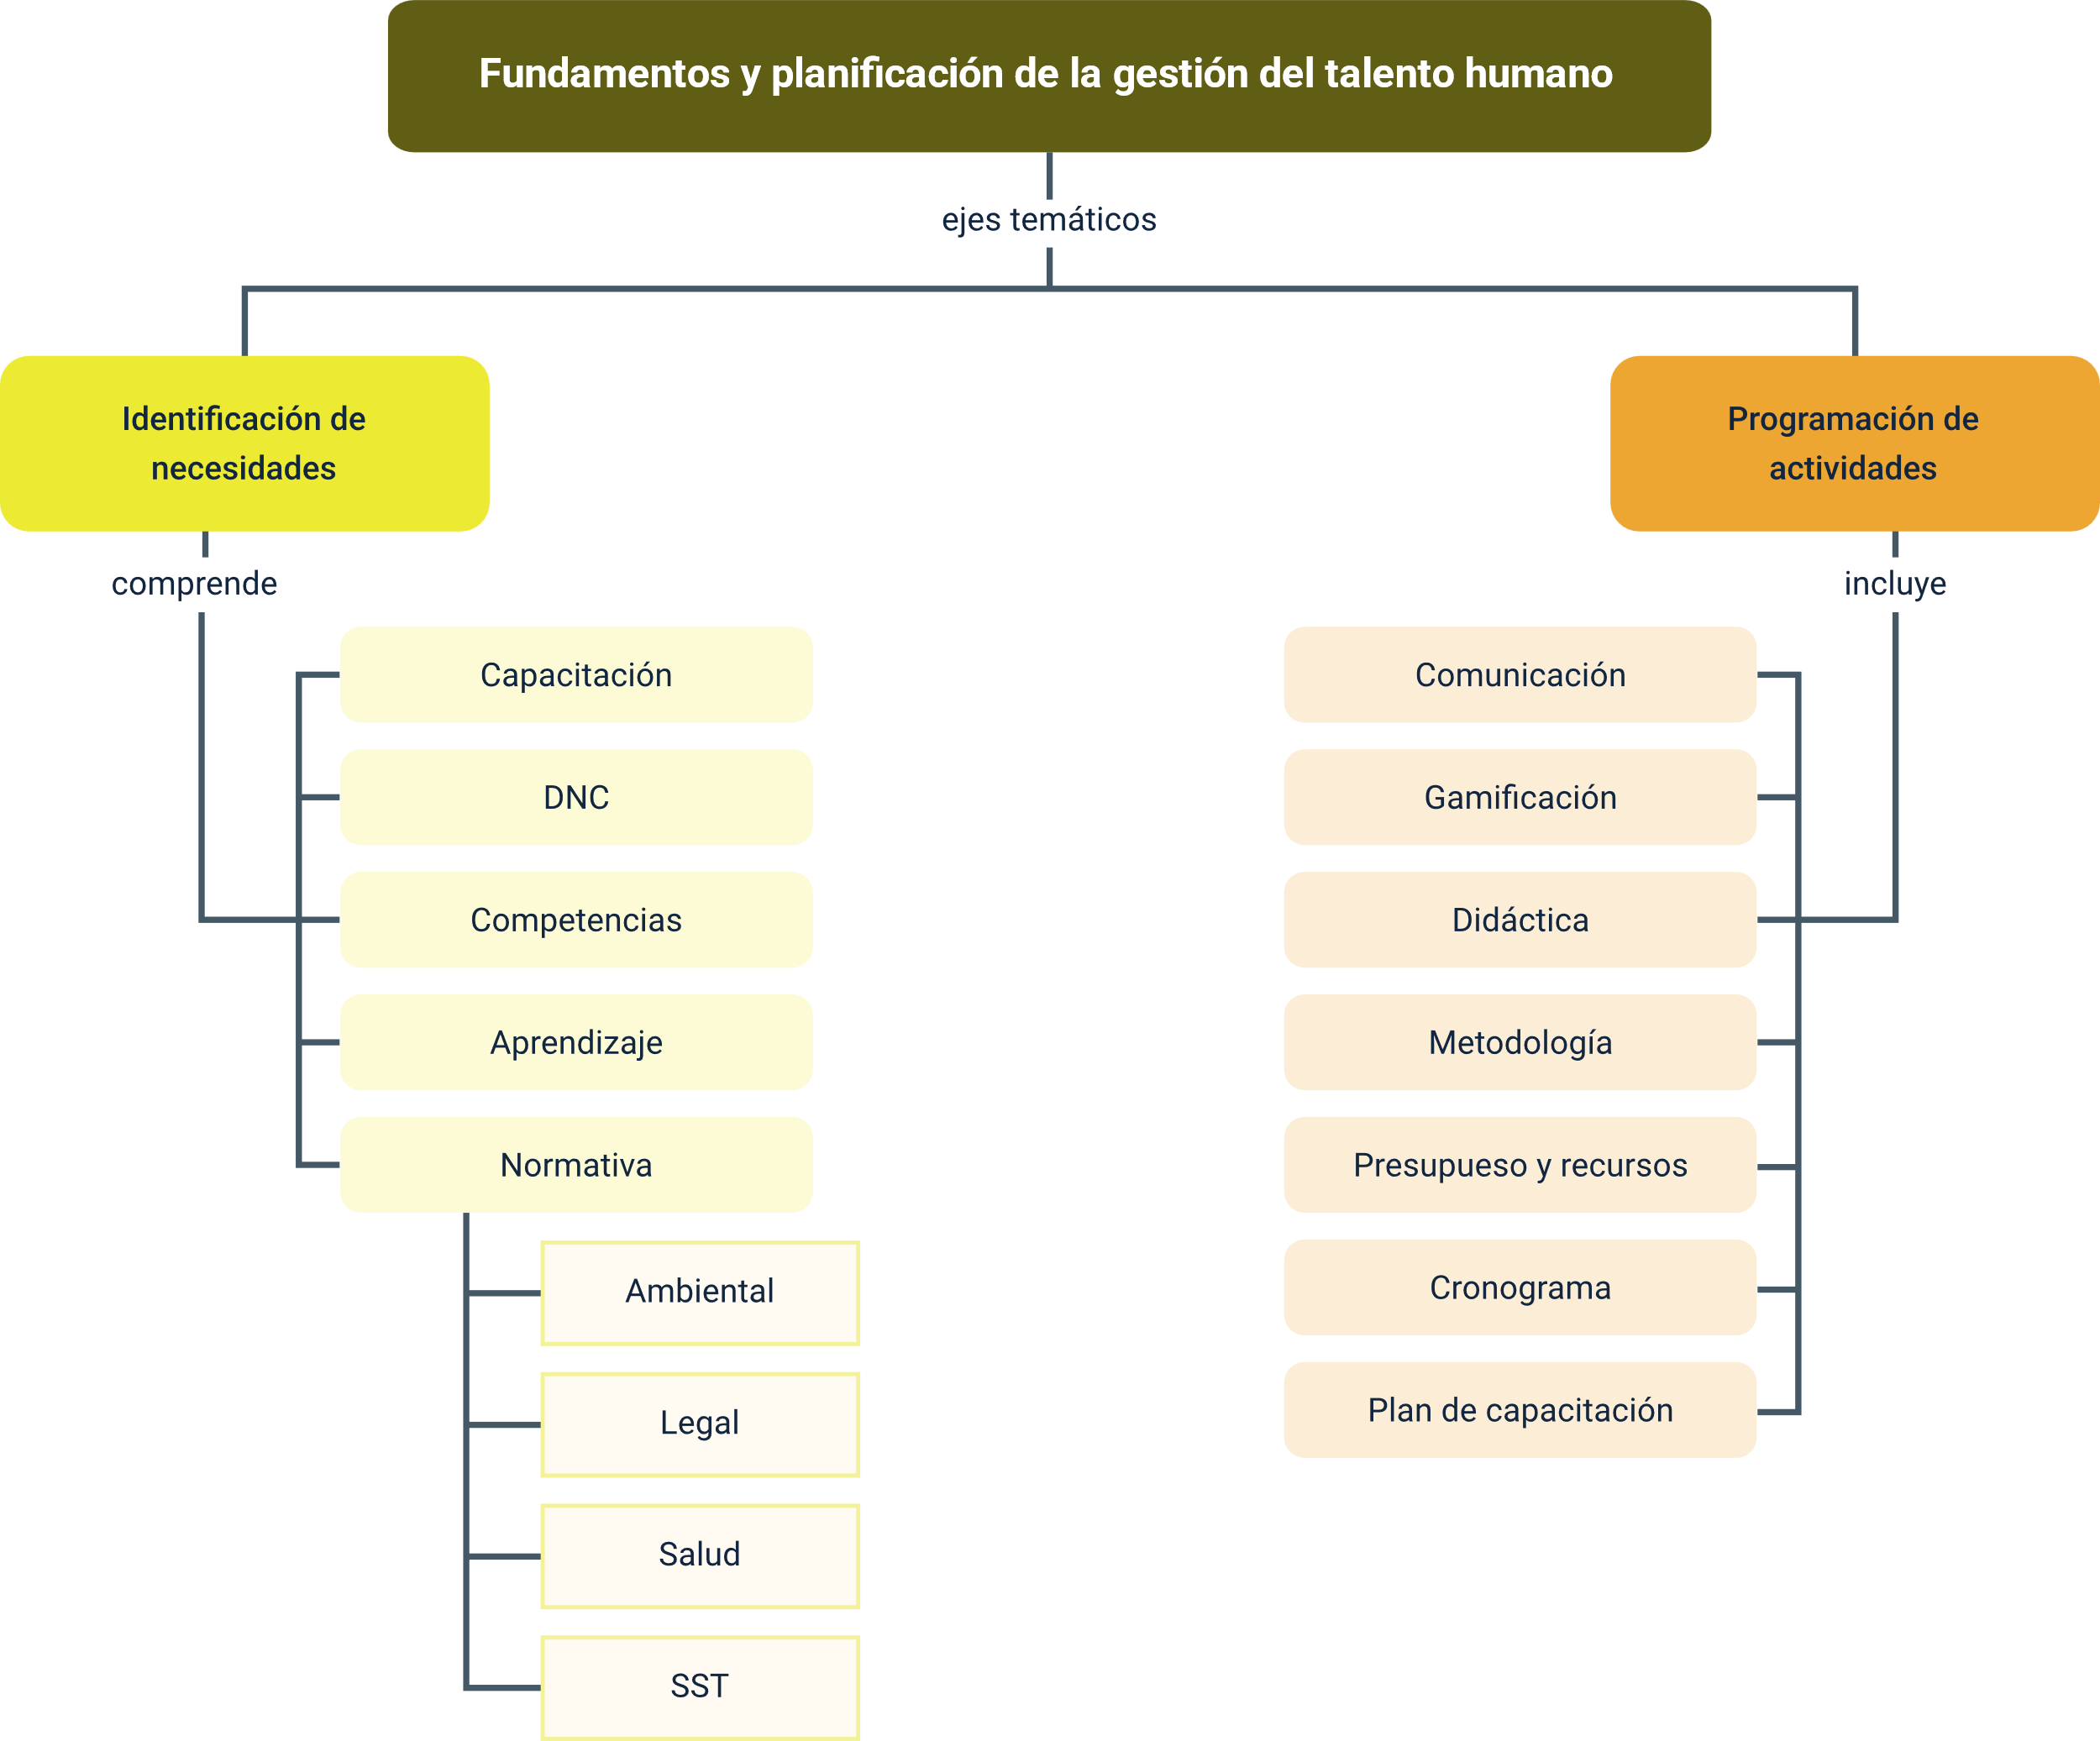 Fundamentos y planificación de la gestión del talento humano
ejes temáticos
Identificación de
necesidades
comprende
Capacitación
DNC
Competencias
Aprendizaje
Normativa
Ambiental
Legal
Salud
SST
Programación de
actividades
incluye
Comunicación
Gamificación
Didáctica
Metodología
Presupueso y recursos
Cronograma
Plan de capacitación